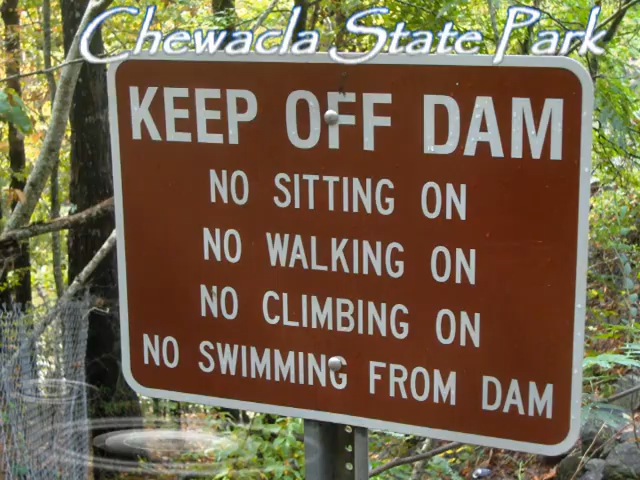 Chewacla State Park
KEEP OFF DAM
NO SITTING ON
NO WALKING ON
NO CLIMBING ON
NO SWIMMING FROM DAM